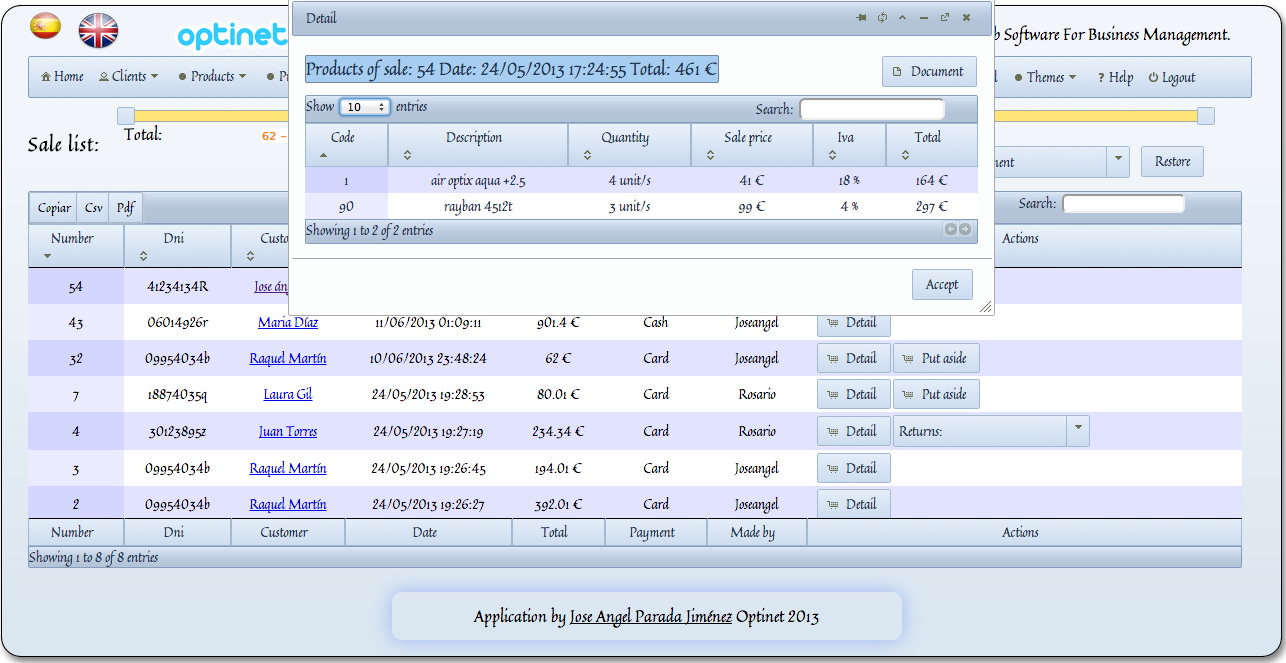 Detail
optinet
b Software For Business Management.
Home Clients Products Themes ? Help Logout
Products of sale: 54 Date: 24/05/2013 17:24:55 Total: 461 €
Document
Show 10 entries Search:
Code Description Quantity Sale price Iva Total
1 air optix aqua +2.5 4 unit/s 41 € 18 % 164 €
90 rayban 4512t 3 unit/s 99 € 4 % 297 €
Showing 1 to 2 of 2 entries
Accept
Sale list:
Total: 62 –
Restore
Copiar Csv Pdf Search:
Number Dni Custo Actions
54 41234134R Jose án
43 06014926r Maria Díaz 11/06/2013 01:09:11 901.4 € Cash Joseangel Detail
32 09954034b Raquel Martín 10/06/2013 23:48:24 62 € Card Joseangel Detail Put aside
7 18874035q Laura Gil 24/05/2013 19:28:53 80.01 € Card Rosario Detail Put aside
4 30123895z Juan Torres 24/05/2013 19:27:19 234.34 € Card Rosario Detail Returns:
3 09954034b Raquel Martín 24/05/2013 19:26:45 194.01 € Card Joseangel Detail
2 09954034b Raquel Martín 24/05/2013 19:26:27 392.01 € Card Joseangel Detail
Number Dni Customer Date Total Payment Made by Actions
Showing 1 to 8 of 8 entries
Application by Jose Angel Parada Jiménez Optinet 2013